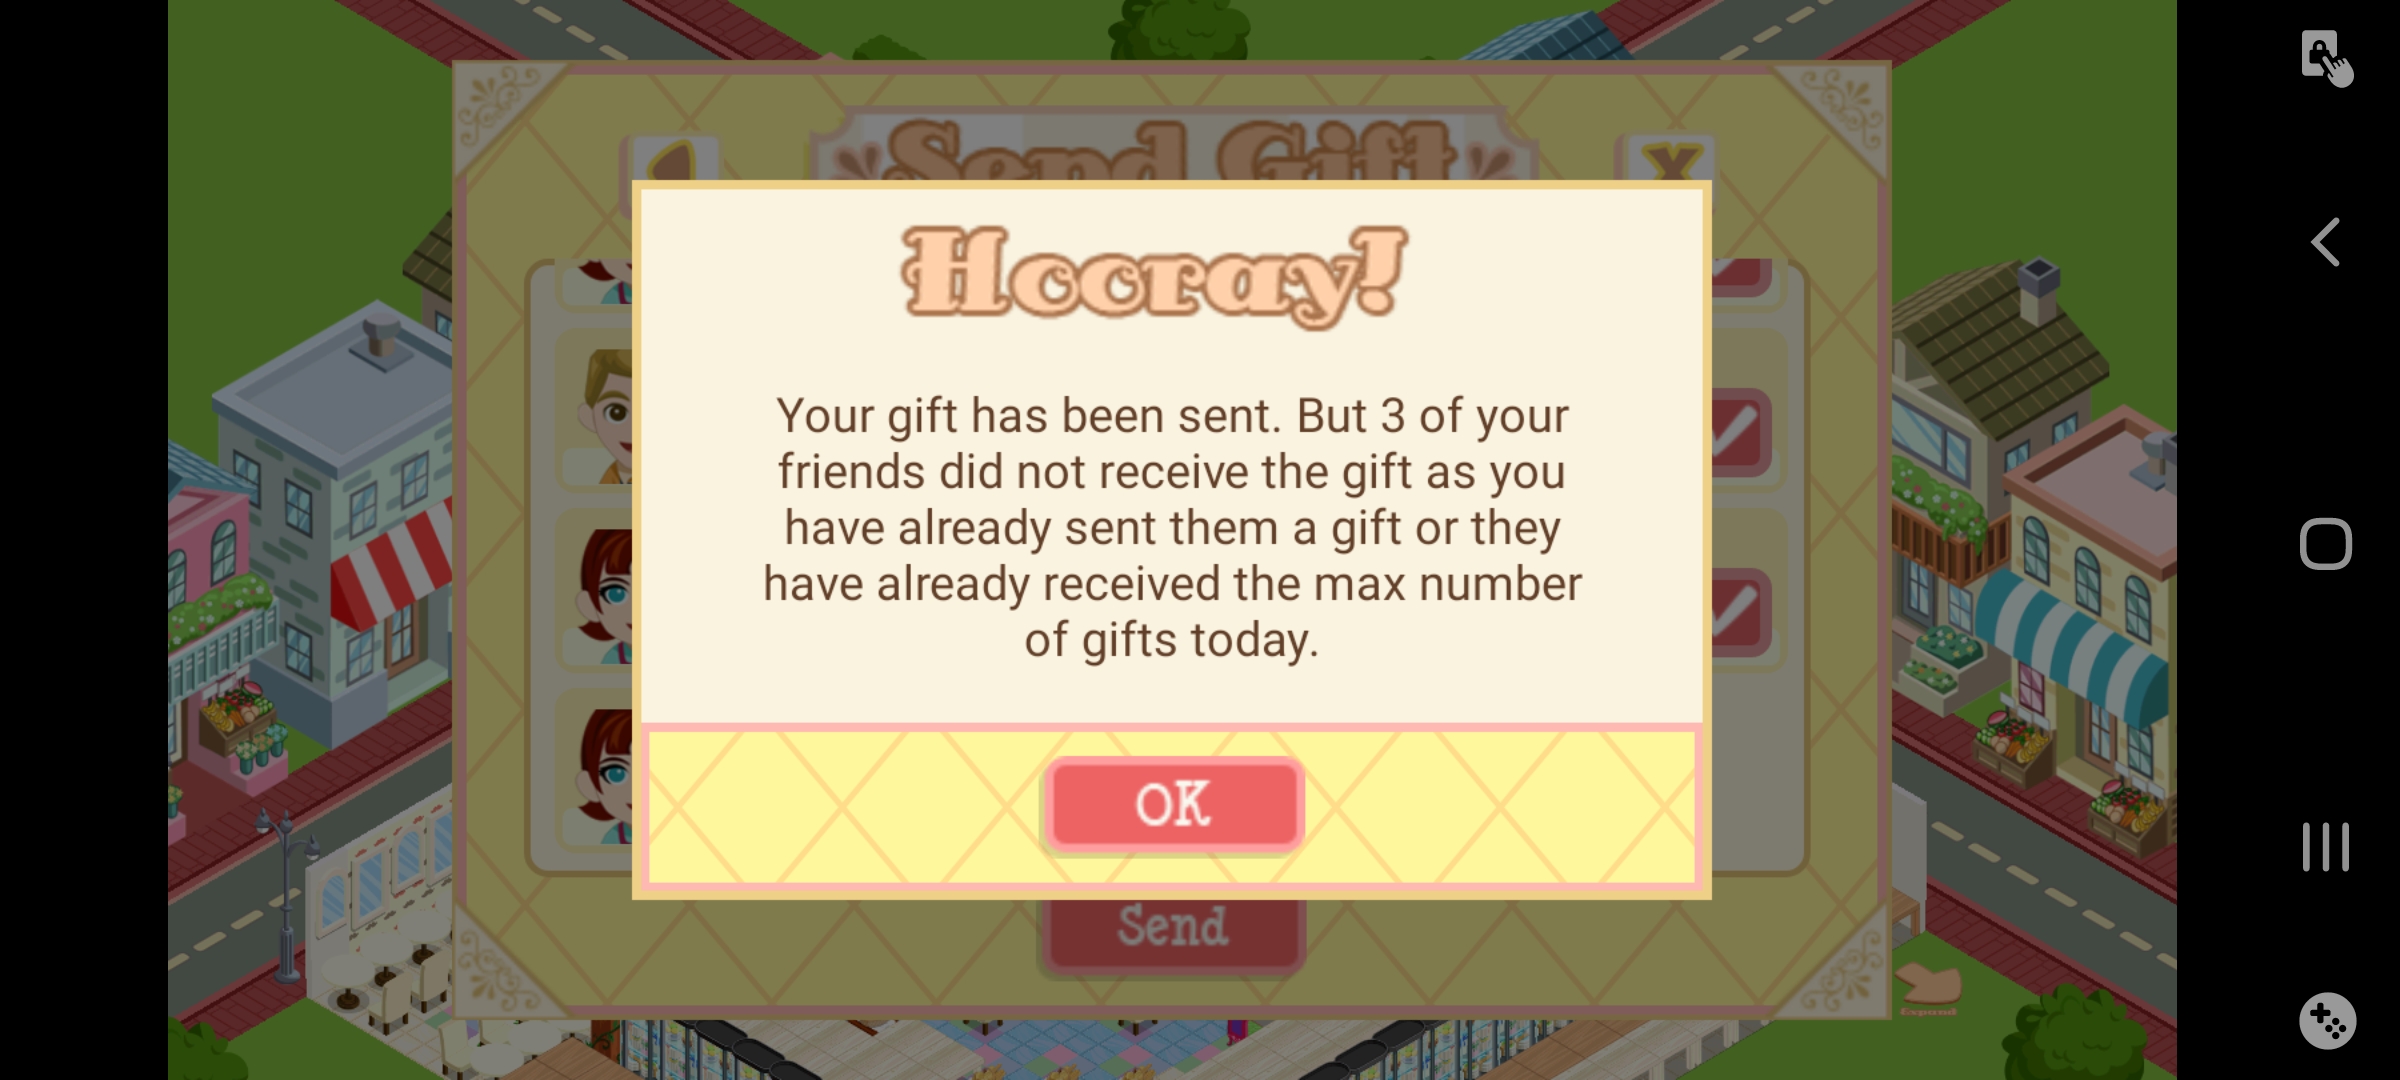 Send Gift
X
Hooray!
Your gift has been sent. But 3 of your
friends did not receive the gift as you
have already sent them a gift or they
have already received the max number
of gifts today.
OK
Send
Expand